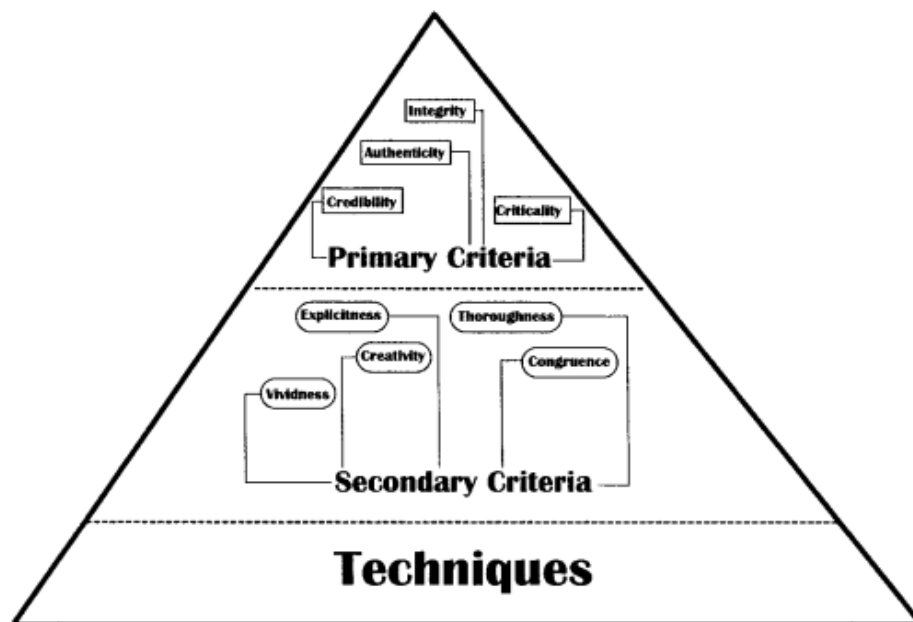 Integrity
Authenticity
Credibility
Criticality
Primary Criteria
Explicitness
Thoroughness
Creativity
Congruence
Vividness
Secondary Criteria
Techniques